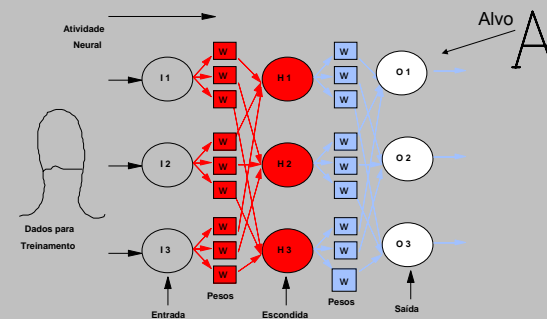 Atividade
Neural
Alvo
A
I 1
W
W
W
H 1
W
W
W
O 1
I 2
W
W
W
H 2
W
W
W
O 2
I 3
W
W
W
H 3
W
W
W
O 3
Dados para
Treinamento
Entrada
Pesos
Escondida
Pesos
Saída